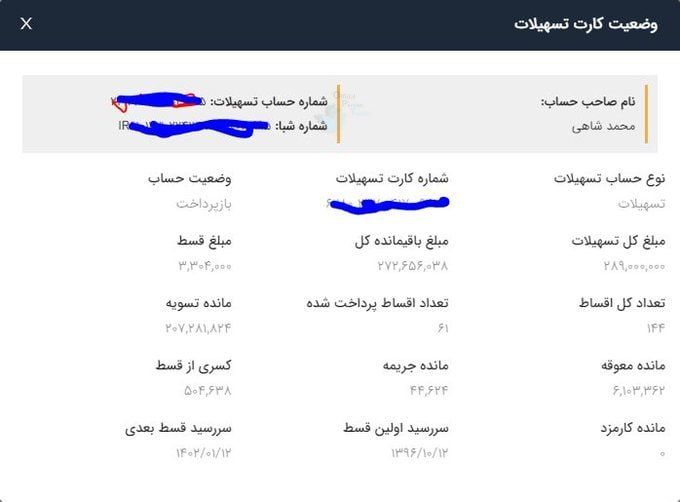 وضعیت کارت تسهیلات
X
نام صاحب حساب:
محمد شاهی
شماره حساب تسهیلات:
شماره شبا:
نوع حساب تسهیلات
تسهیلات
شماره کارت تسهیلات
وضعیت حساب
بازپرداخت
مبلغ کل تسهیلات
۲۸۹,۰۰۰,۰۰۰
مبلغ باقیمانده کل
۲۷۲,۶۵۶,۰۳۸
مبلغ قسط
۳,۳۰۴,۰۰۰
تعداد کل اقساط
۱۴۴
تعداد اقساط پرداخت شده
۶۱
مانده تسویه
۲۰۷,۲۸۱,۸۲۴
مانده معوقه
۶,۱۰۳,۳۶۲
مانده جریمه
۴۴,۶۲۴
کسری از قسط
۵۰۴,۶۳۸
مانده کارمزد
۰
سررسید اولین قسط
۱۳۹۶/۱۰/۱۲
سررسید قسط بعدی
۱۴۰۲/۰۱/۱۲